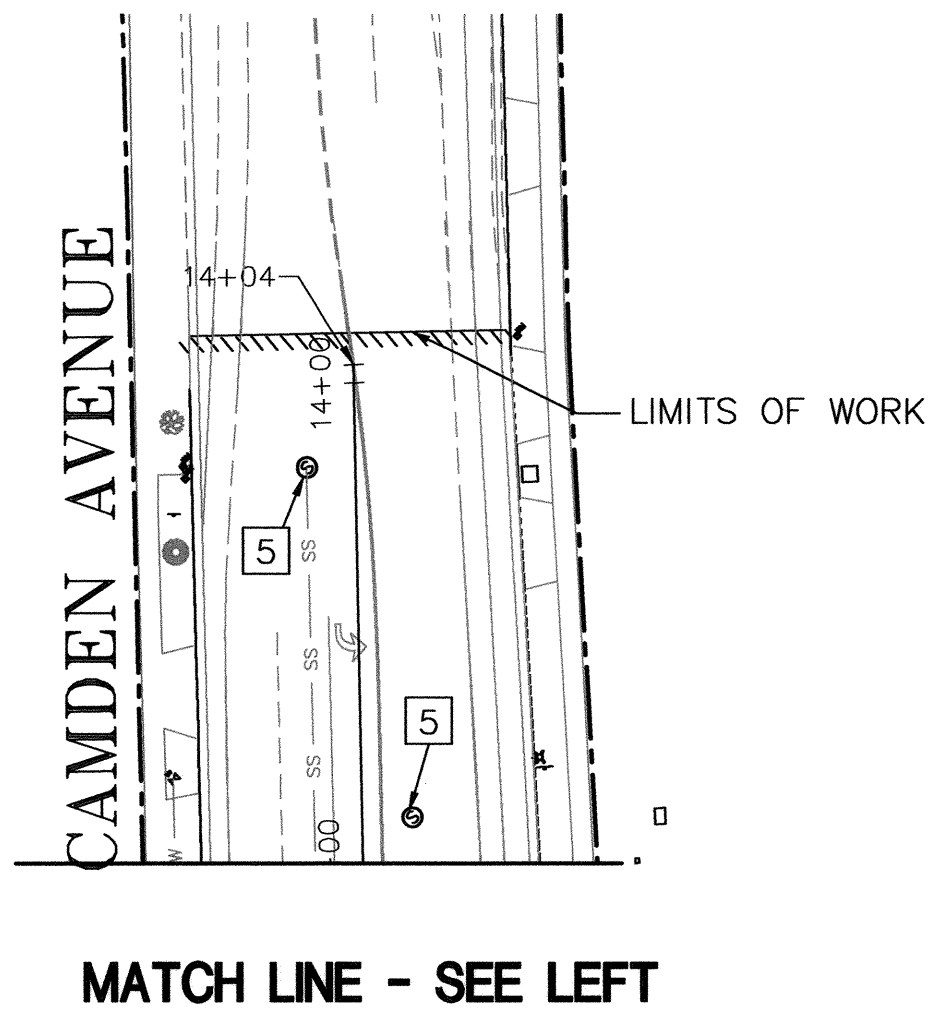 CAMDEN AVENUE
14+04
14+00
LIMITS OF WORK
S
5
SS
SS
5
SS
S
W
00
MATCH LINE - SEE LEFT